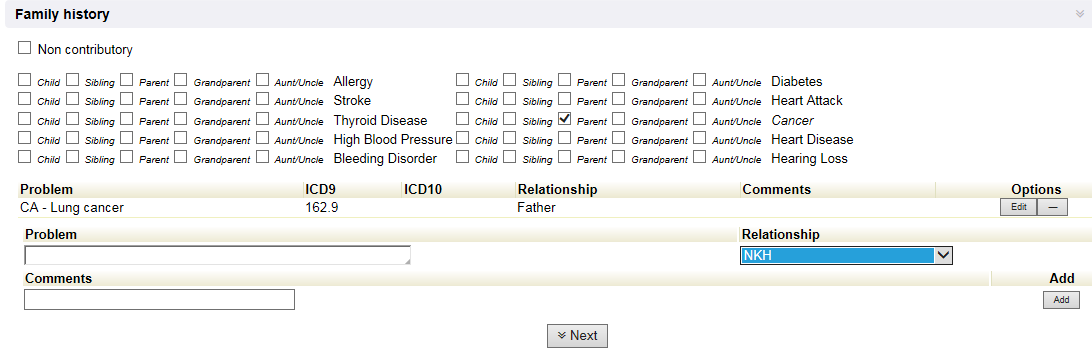 Family history
Non contributory
Child Sibling Parent Grandparent Aunt/Uncle Allergy Child Sibling Parent Grandparent Aunt/Uncle Diabetes
Child Sibling Parent Grandparent Aunt/Uncle Stroke Child Sibling Parent Grandparent Aunt/Uncle Heart Attack
Child Sibling Parent Grandparent Aunt/Uncle Thyroid Disease Child Sibling Parent Grandparent Aunt/Uncle Cancer
Child Sibling Parent Grandparent Aunt/Uncle High Blood Pressure Child Sibling Parent Grandparent Aunt/Uncle Heart Disease
Child Sibling Parent Grandparent Aunt/Uncle Bleeding Disorder Child Sibling Parent Grandparent Aunt/Uncle Hearing Loss
Problem ICD9 ICD10 Relationship Comments Options
CA - Lung cancer 162.9 Father Edit —
Problem Relationship
NKH
Comments Add
Add
Next